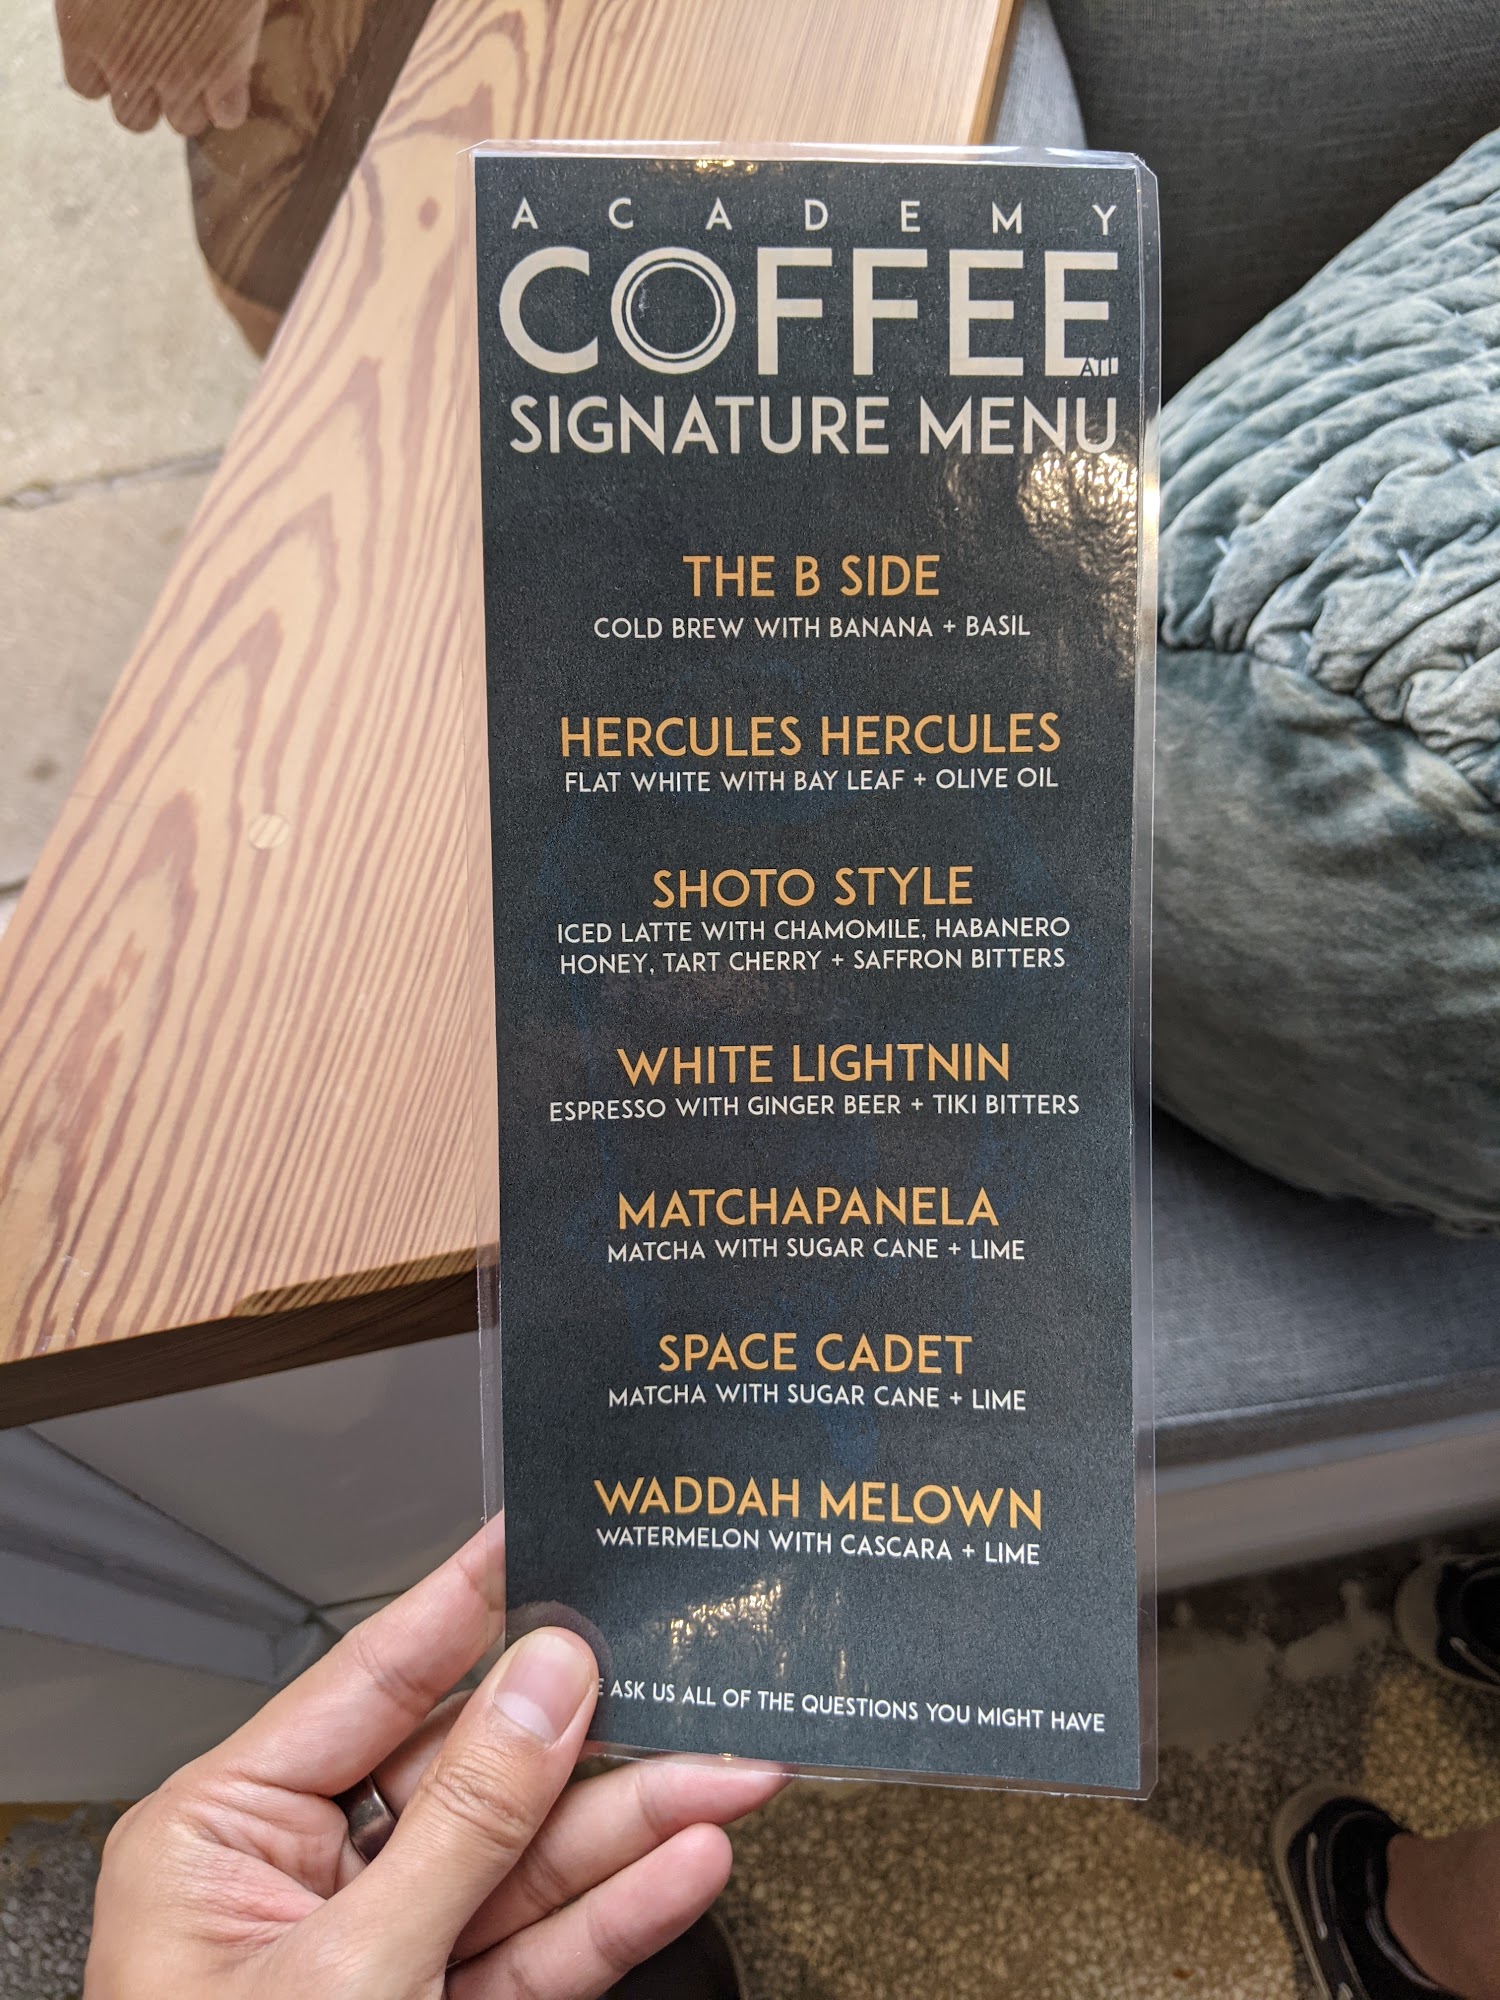 ACADEMY
COFFEE
ATL
SIGNATURE MENU
THE B SIDE
COLD BREW WITH BANANA + BASIL
HERCULES HERCULES
FLAT WHITE WITH BAY LEAF + OLIVE OIL
SHOTO STYLE
ICED LATTE WITH CHAMOMILE, HABANERO
HONEY, TART CHERRY + SAFFRON BITTERS
WHITE LIGHTNIN
ESPRESSO WITH GINGER BEER + TIKI BITTERS
MATCHAPANELA
MATCHA WITH SUGAR CANE + LIME
SPACE CADET
MATCHA WITH SUGAR CANE + LIME
WADDAH MELOWN
WATERMELON WITH CASCARA + LIME
ASK US ALL OF THE QUESTIONS YOU MIGHT HAVE